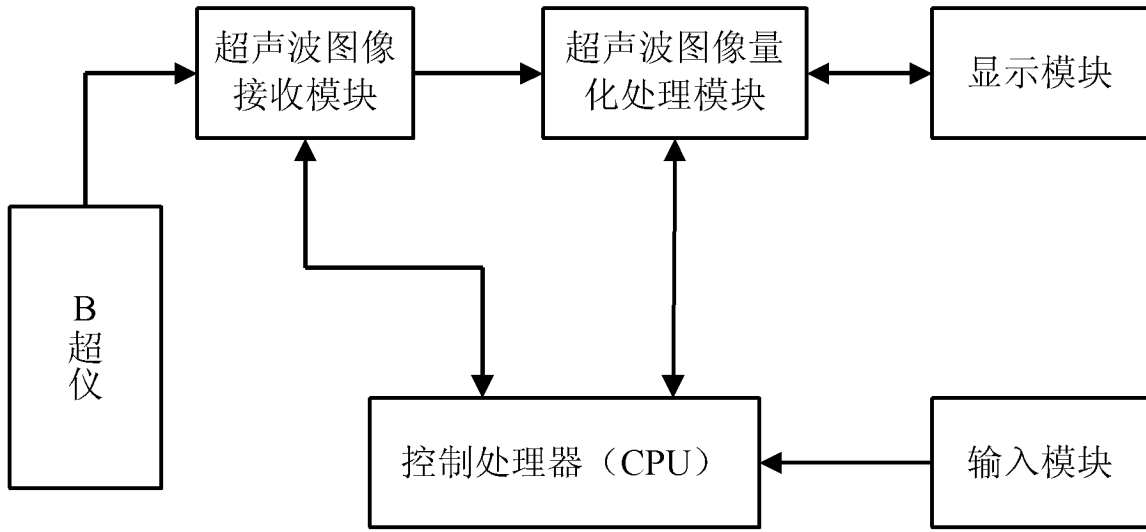 超声波图像
接收模块
超声波图像量
化处理模块
显示模块
B
超
仪
控制处理器（CPU）
输入模块